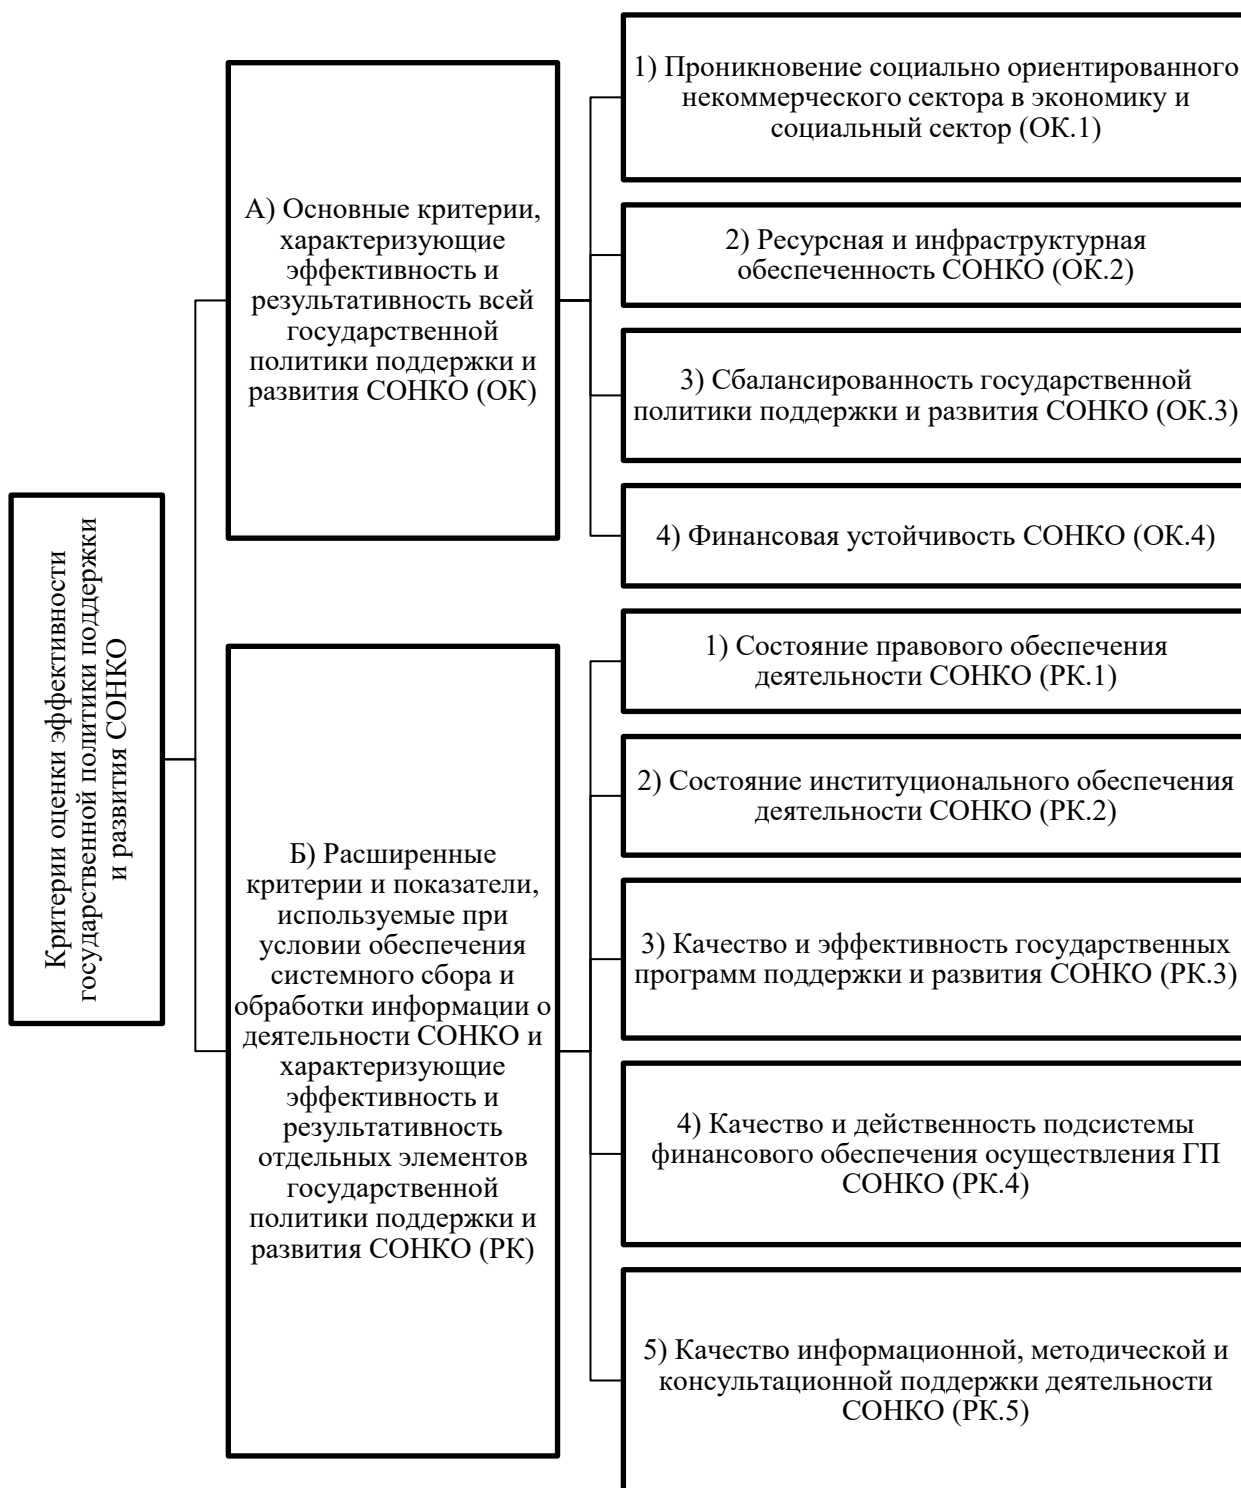 Критерии оценки эффективности
государственной политики поддержки
и развития СОНКО
А) Основные критерии,
характеризующие
эффективность и
результативность всей
государственной
политики поддержки и
развития СОНКО (ОК)
1) Проникновение социально ориентированного
некоммерческого сектора в экономику и
социальный сектор (ОК.1)
2) Ресурсная и инфраструктурная
обеспеченность СОНКО (ОК.2)
3) Сбалансированность государственной
политики поддержки и развития СОНКО (ОК.3)
4) Финансовая устойчивость СОНКО (ОК.4)
Б) Расширенные
критерии и показатели,
используемые при
условии обеспечения
системного сбора и
обработки информации о
деятельности СОНКО и
характеризующие
эффективность и
результативность
отдельных элементов
государственной
политики поддержки и
развития СОНКО (РК)
1) Состояние правового обеспечения
деятельности СОНКО (РК.1)
2) Состояние институционального обеспечения
деятельности СОНКО (РК.2)
3) Качество и эффективность государственных
программ поддержки и развития СОНКО (РК.3)
4) Качество и действенность подсистемы
финансового обеспечения осуществления ГП
СОНКО (РК.4)
5) Качество информационной, методической и
консультационной поддержки деятельности
СОНКО (РК.5)